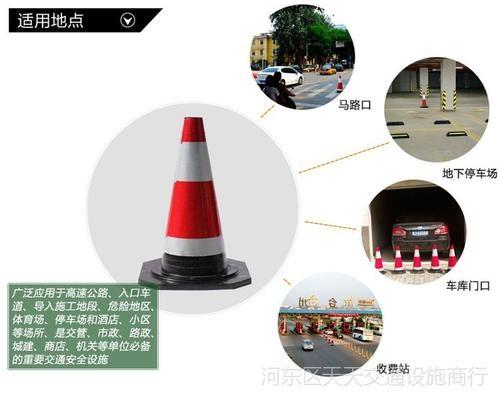 适用地点
马路口
地下停车场
车库门口
收费站
广泛应用于高速公路、入口车
道、导入施工地段、危险地区、
体育场、停车场和酒店、小区
等场所，是交管、市政、路政、
城建、商店、机关等单位必备
的重要交通安全设施
河东区天天交通设施商行